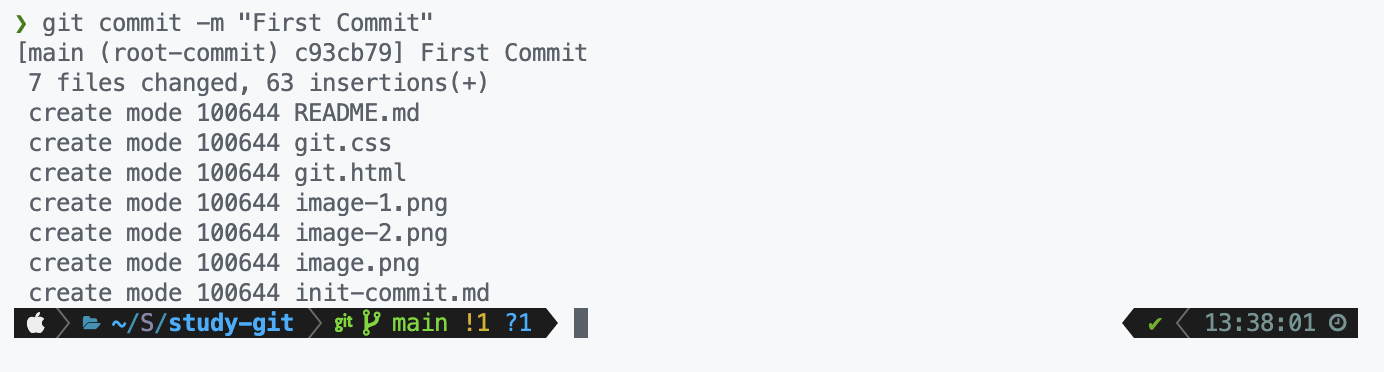 ❯ git commit -m "First Commit"
[main (root-commit) c93cb79] First Commit
 7 files changed, 63 insertions(+)
 create mode 100644 README.md
 create mode 100644 git.css
 create mode 100644 git.html
 create mode 100644 image-1.png
 create mode 100644 image-2.png
 create mode 100644 image.png
 create mode 100644 init-commit.md
~/S/study-git git main !1 ?1 ✔ 13:38:01